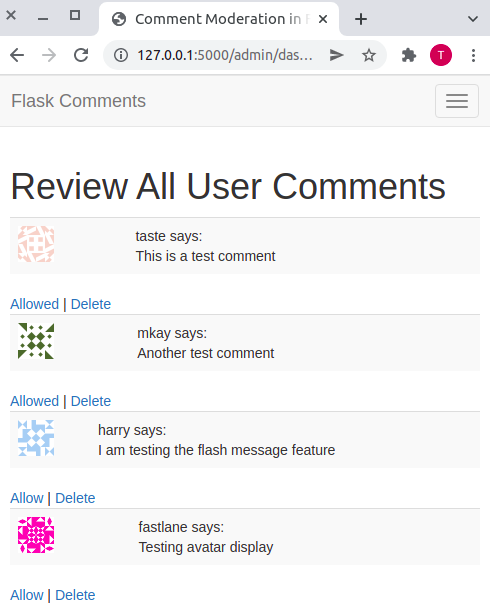 Comment Moderation in F
127.0.0.1:5000/admin/das...
T
Flask Comments
Review All User Comments
taste says:
This is a test comment
Allowed | Delete
mkay says:
Another test comment
Allowed | Delete
harry says:
I am testing the flash message feature
Allow | Delete
fastlane says:
Testing avatar display
Allow | Delete